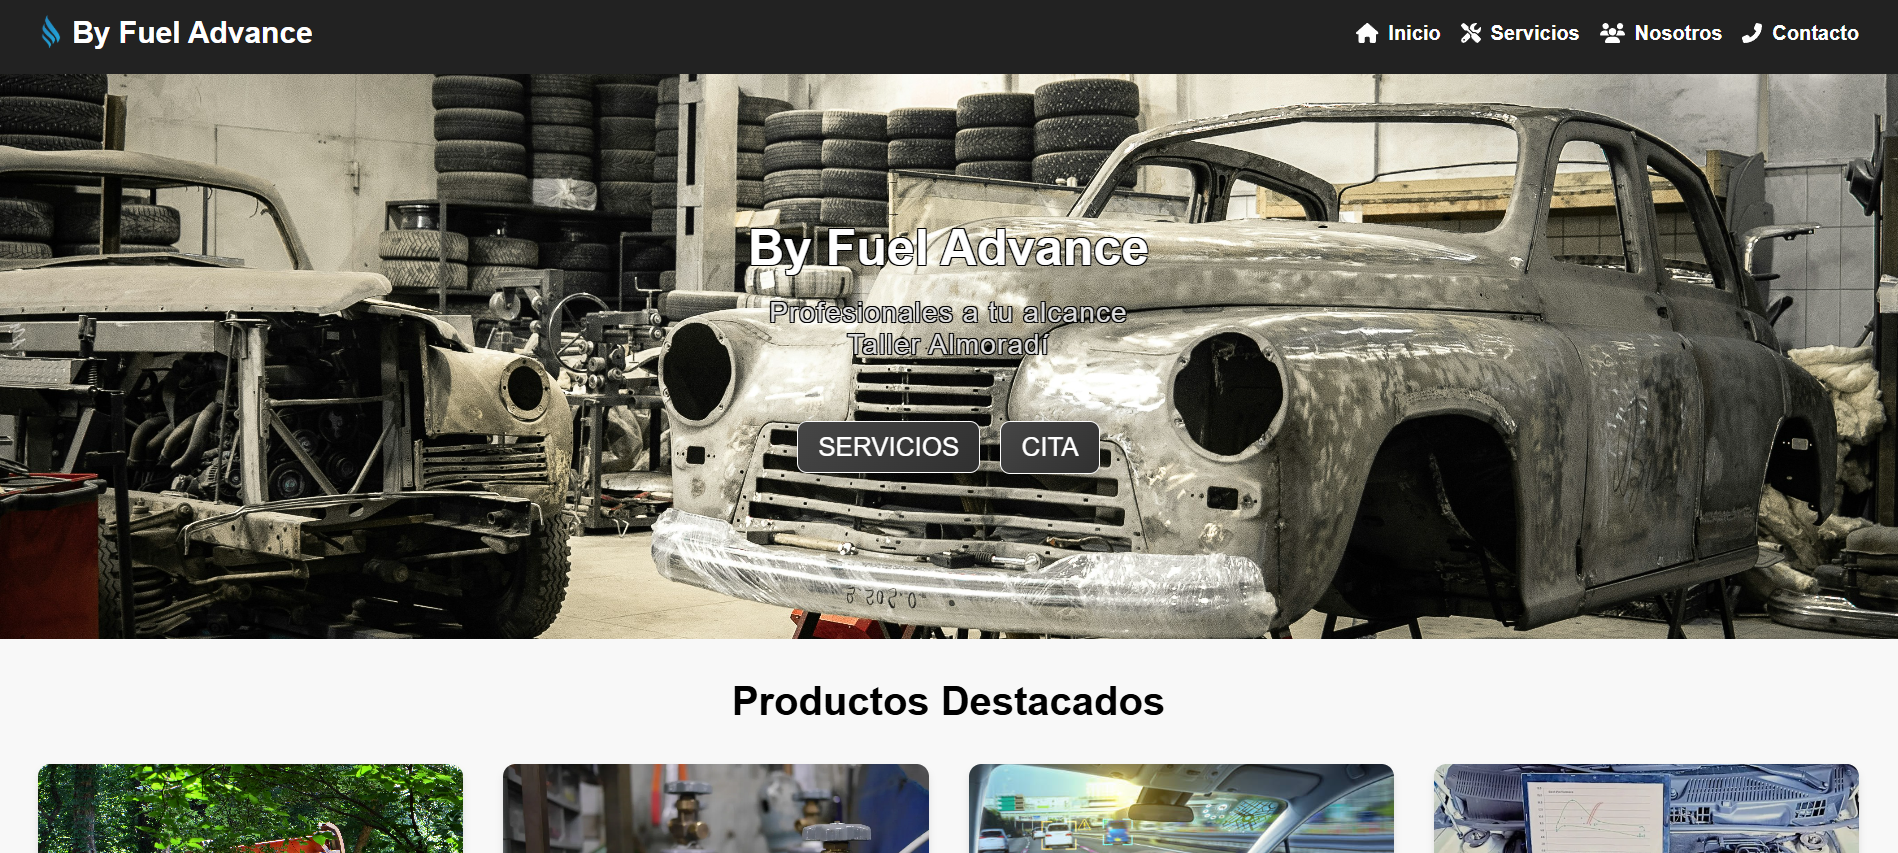 By Fuel Advance
Inicio
Servicios
Nosotros
Contacto
By Fuel Advance
Profesionales a tu alcance
Taller Almoradí
SERVICIOS
CITA
Productos Destacados